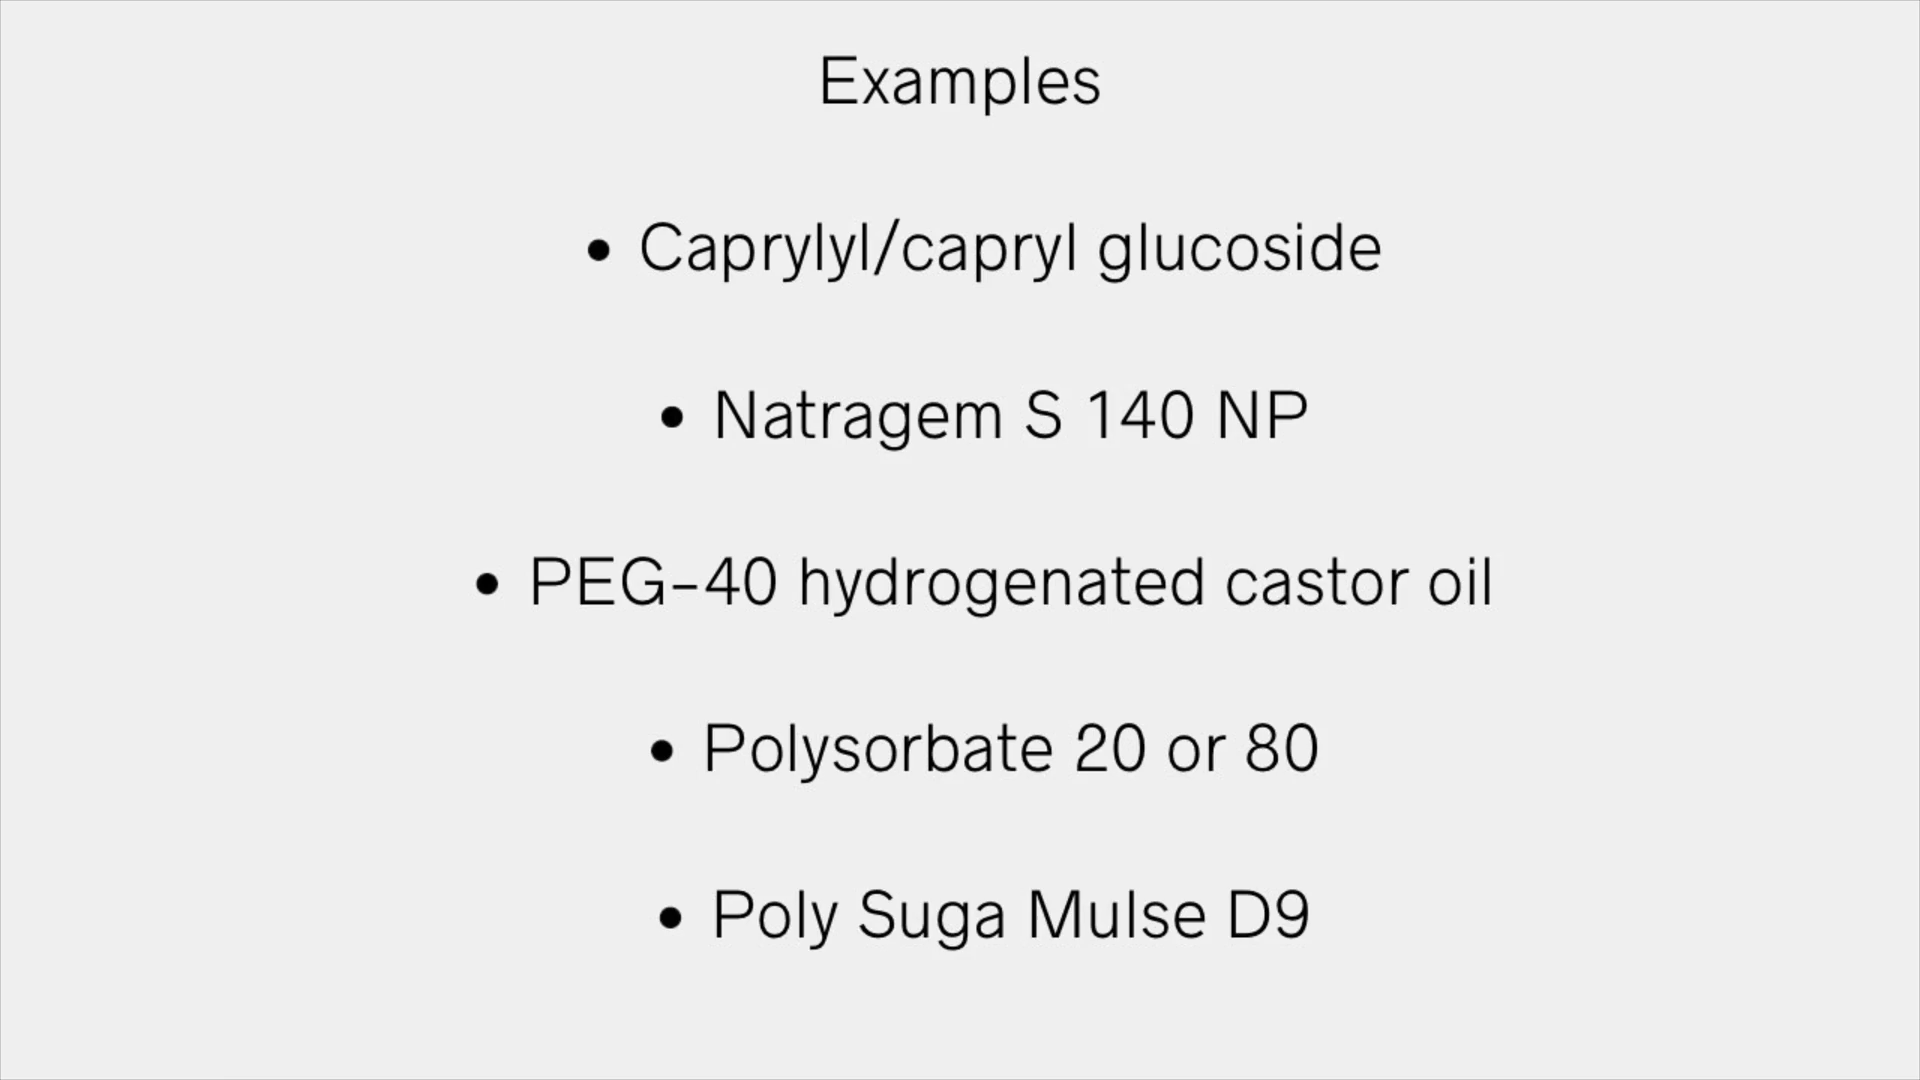 Examples
• Caprylyl/capryl glucoside
• Natragem S 140 NP
• PEG-40 hydrogenated castor oil
• Polysorbate 20 or 80
• Poly Suga Mulse D9